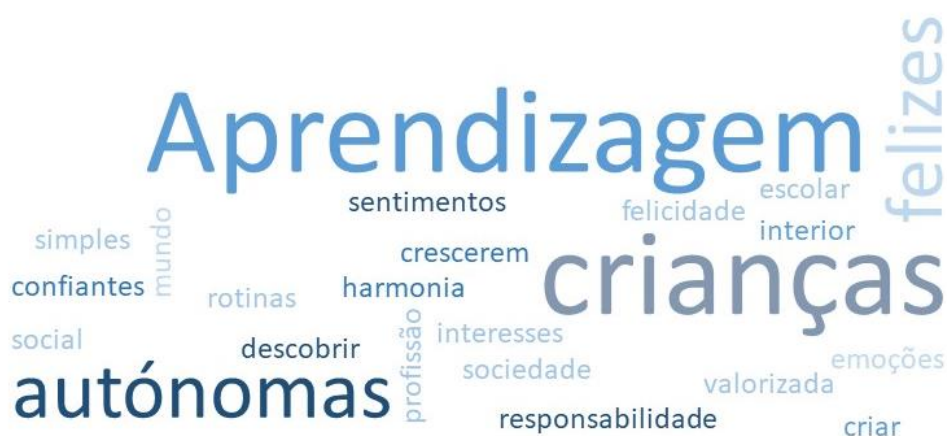 Aprendizagem
felizes
sentimentos
escolar
felicidade
simples
mundo
interior
crescerem
crianças
confiantes
rotinas
harmonia
social
descobrir
profissão
interesses
sociedade
emoções
autónomas
valorizada
responsabilidade
criar